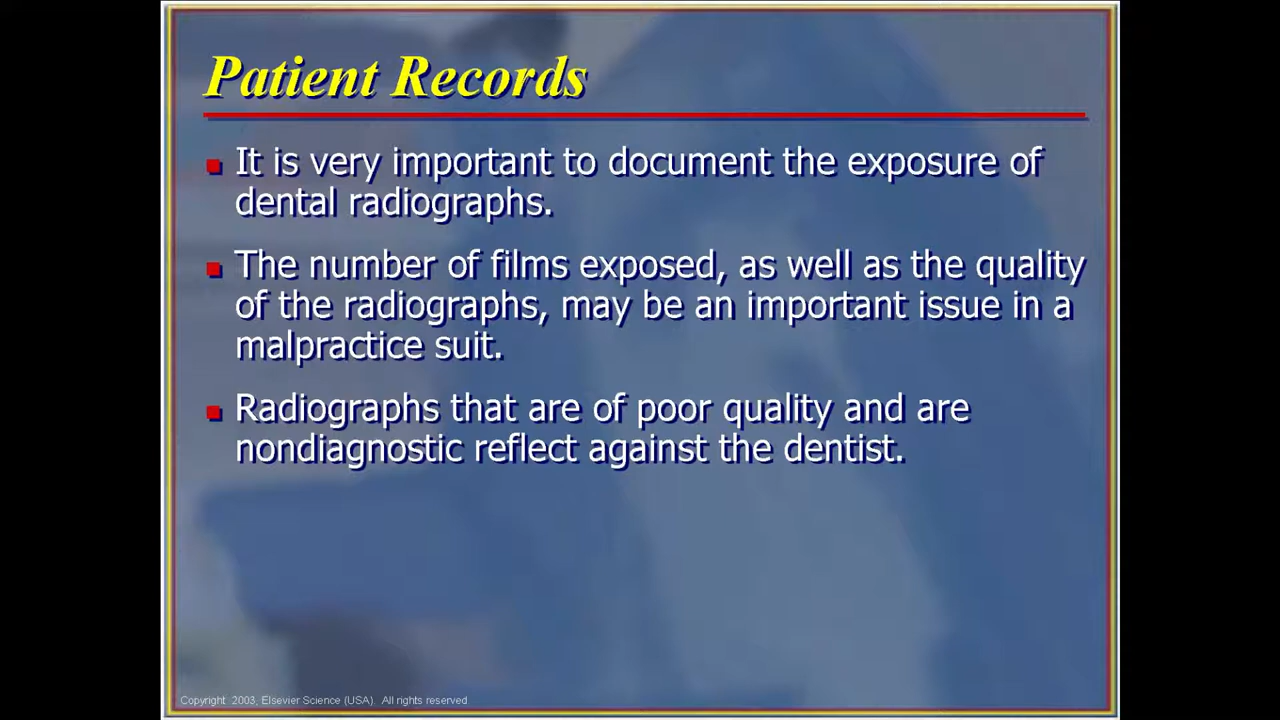 Patient Records
It is very important to document the exposure of
dental radiographs.
The number of films exposed, as well as the quality
of the radiographs, may be an important issue in a
malpractice suit.
Radiographs that are of poor quality and are
nondiagnostic reflect against the dentist.
Copyright 2003, Elsevier Science (USA). All rights reserved